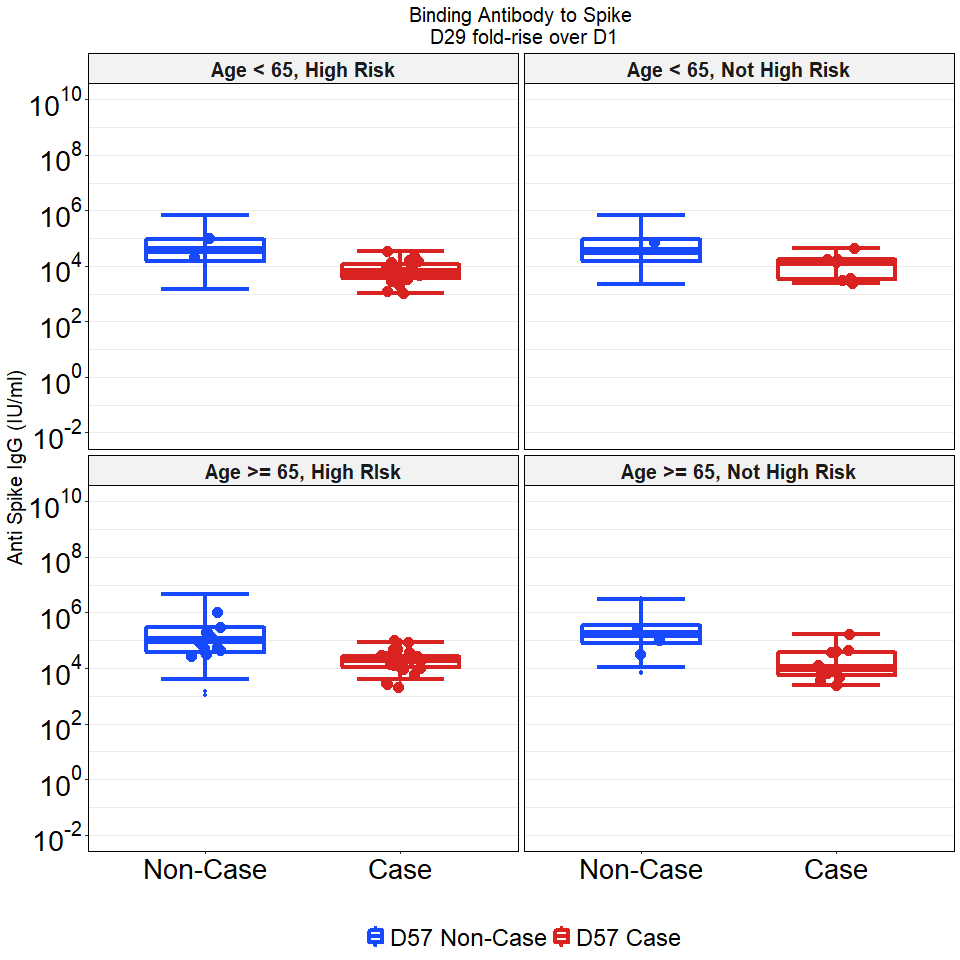 Binding Antibody to Spike
D29 fold-rise over D1
Age < 65, High Risk
Age < 65, Not High Risk
10^10
10^8
10^6
10^4
10^2
10^0
10^-2
Age >= 65, High RIsk
Age >= 65, Not High Risk
10^10
10^8
10^6
10^4
10^2
10^0
10^-2
Anti Spike IgG (IU/ml)
Non-Case
Case
Non-Case
Case
D57 Non-Case
D57 Case